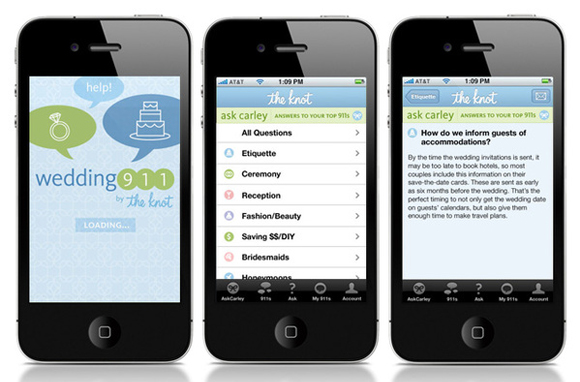 help!
wedding911
by the knot
LOADING...
AT&T 1:09 PM
the knot
ask carley ANSWERS TO YOUR TOP 911s
All Questions
Etiquette
Ceremony
Reception
Fashion/Beauty
Saving $$/DIY
Bridesmaids
Honeymoons
AskCarley 911s Ask My 911s Account
AT&T 1:09 PM
Etiquette the knot
ask carley ANSWERS TO YOUR TOP 911s
How do we inform guests of
accommodations?
By the time the wedding invitations is sent, it
may be too late to book hotels, so most
couples include this information on their
save-the-date cards. These are sent as early
as six months before the wedding. That's the
perfect timing to not only get the wedding date
on guests' calendars, but also give them
enough time to make travel plans.
AskCarley 911s Ask My 911s Account